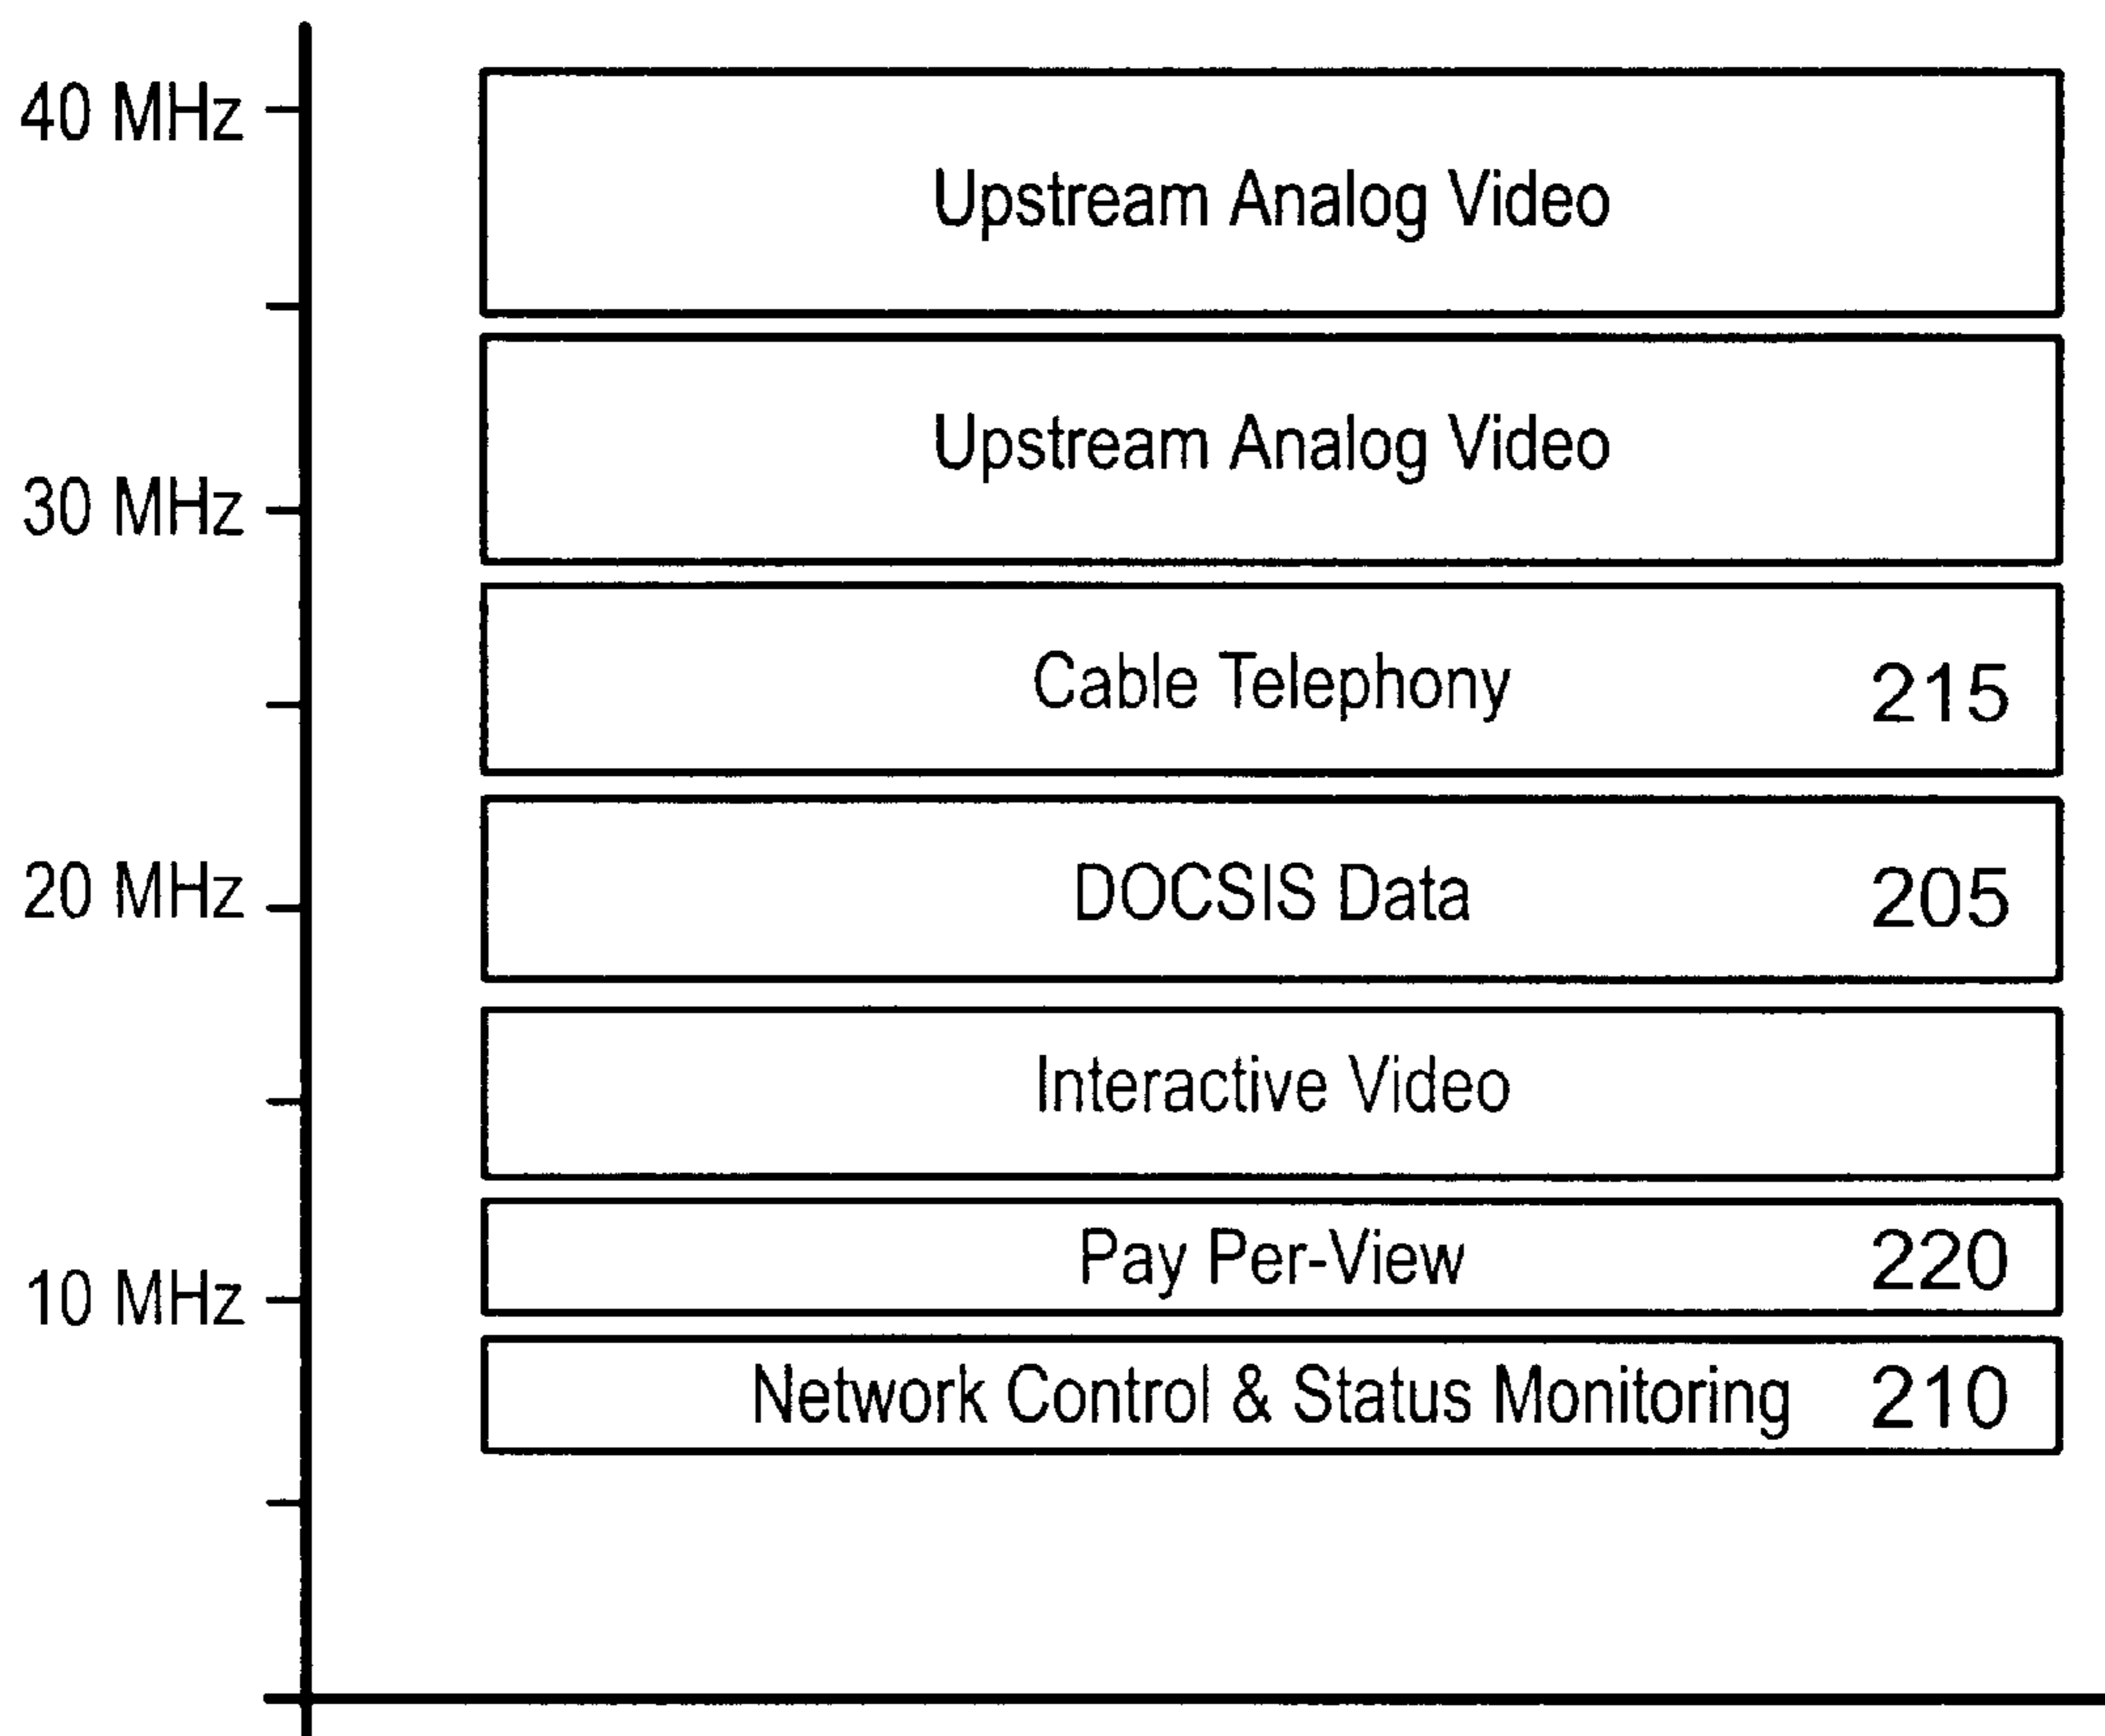 40 MHz
Upstream Analog Video
Upstream Analog Video
30 MHz
Cable Telephony 215
DOCSIS Data 205
20 MHz
Interactive Video
Pay Per-View 220
10 MHz
Network Control & Status Monitoring 210